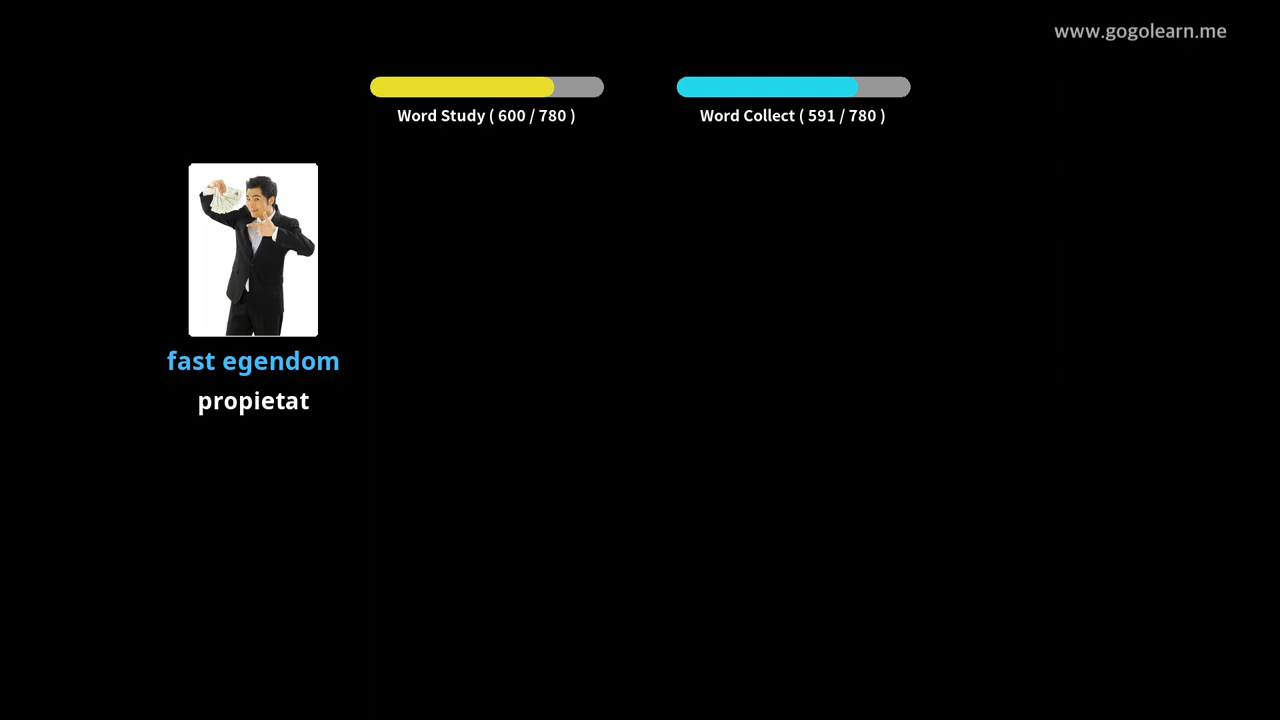 www.gogolearn.me
Word Study ( 600 / 780 )
Word Collect ( 591 / 780 )
fast egendom
propietat